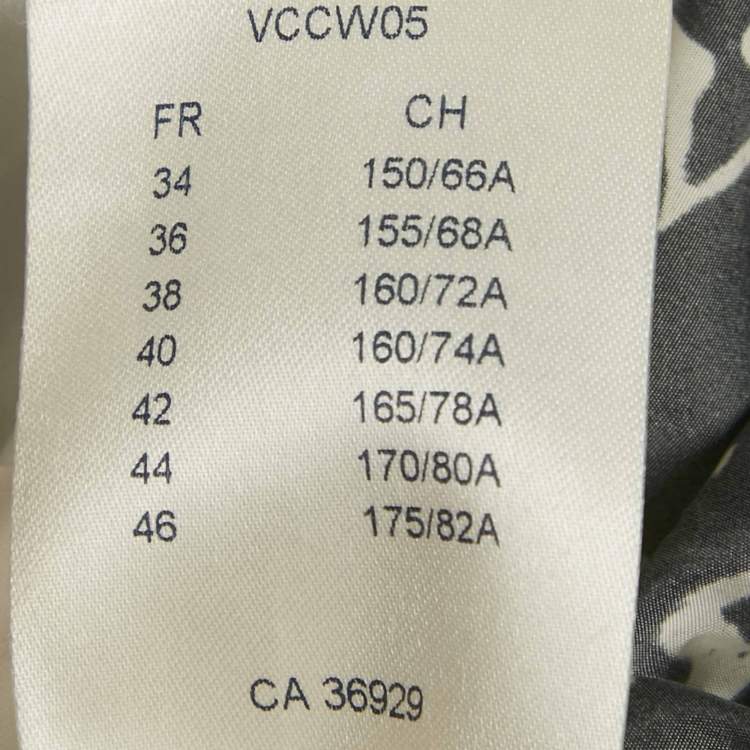 VCCW05
FR CH
34 150/66A
36 155/68A
38 160/72A
40 160/74A
42 165/78A
44 170/80A
46 175/82A
CA 36929